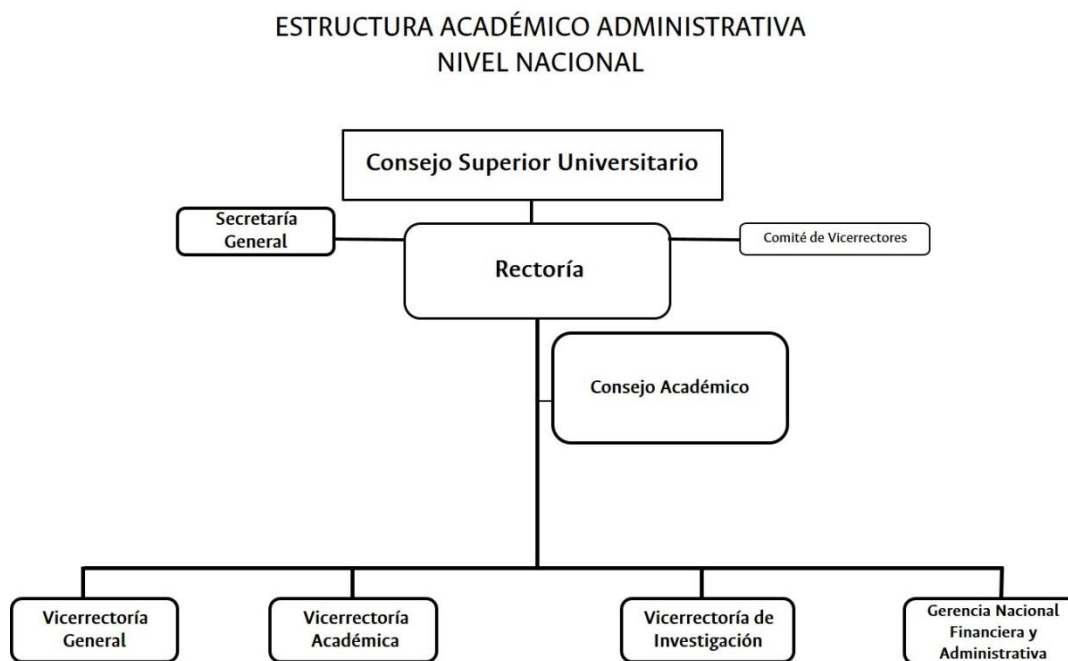 ESTRUCTURA ACADÉMICO ADMINISTRATIVA
NIVEL NACIONAL
Consejo Superior Universitario
Secretaría
General
Comité de Vicerrectores
Rectoría
Consejo Académico
Vicerrectoría
General
Vicerrectoría
Académica
Vicerrectoría de
Investigación
Gerencia Nacional
Financiera y
Administrativa